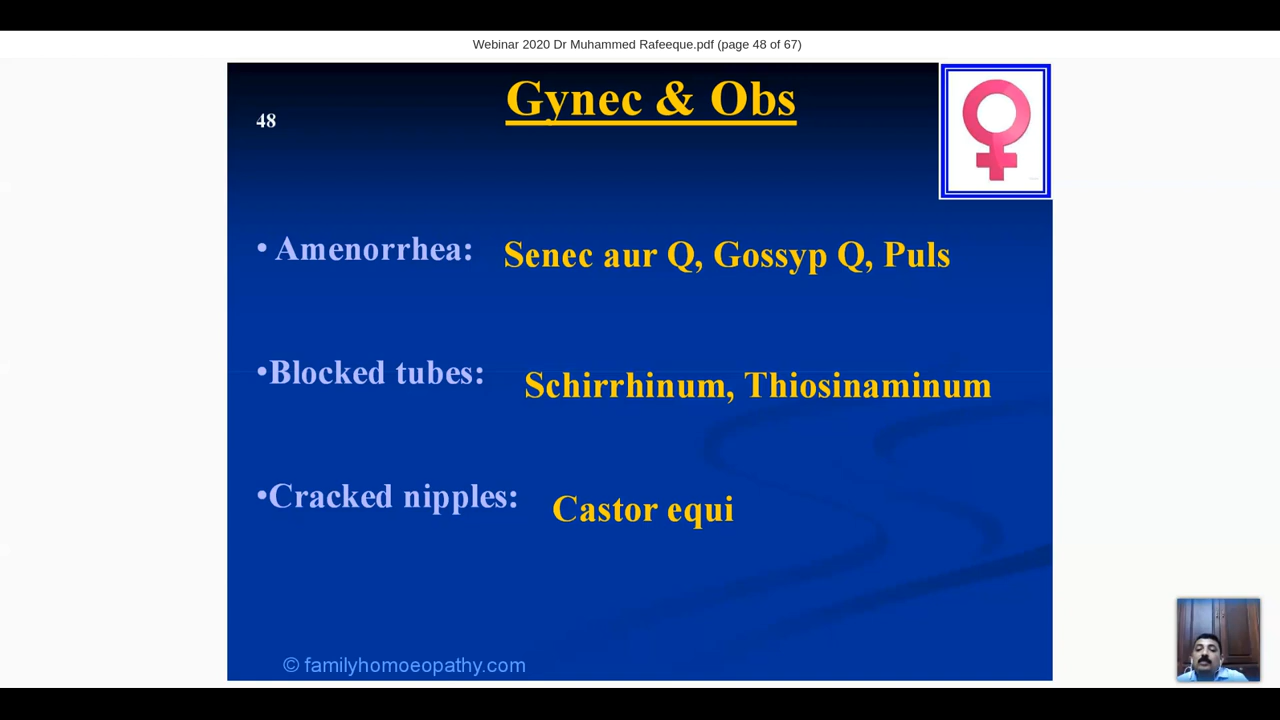 Webinar 2020 Dr Muhammed Rafeeque.pdf (page 48 of 67)
Gynec & Obs
48
• Amenorrhea: Senec aur Q, Gossyp Q, Puls
•Blocked tubes: Schirrhinum, Thiosinaminum
•Cracked nipples: Castor equi
© familyhomoeopathy.com